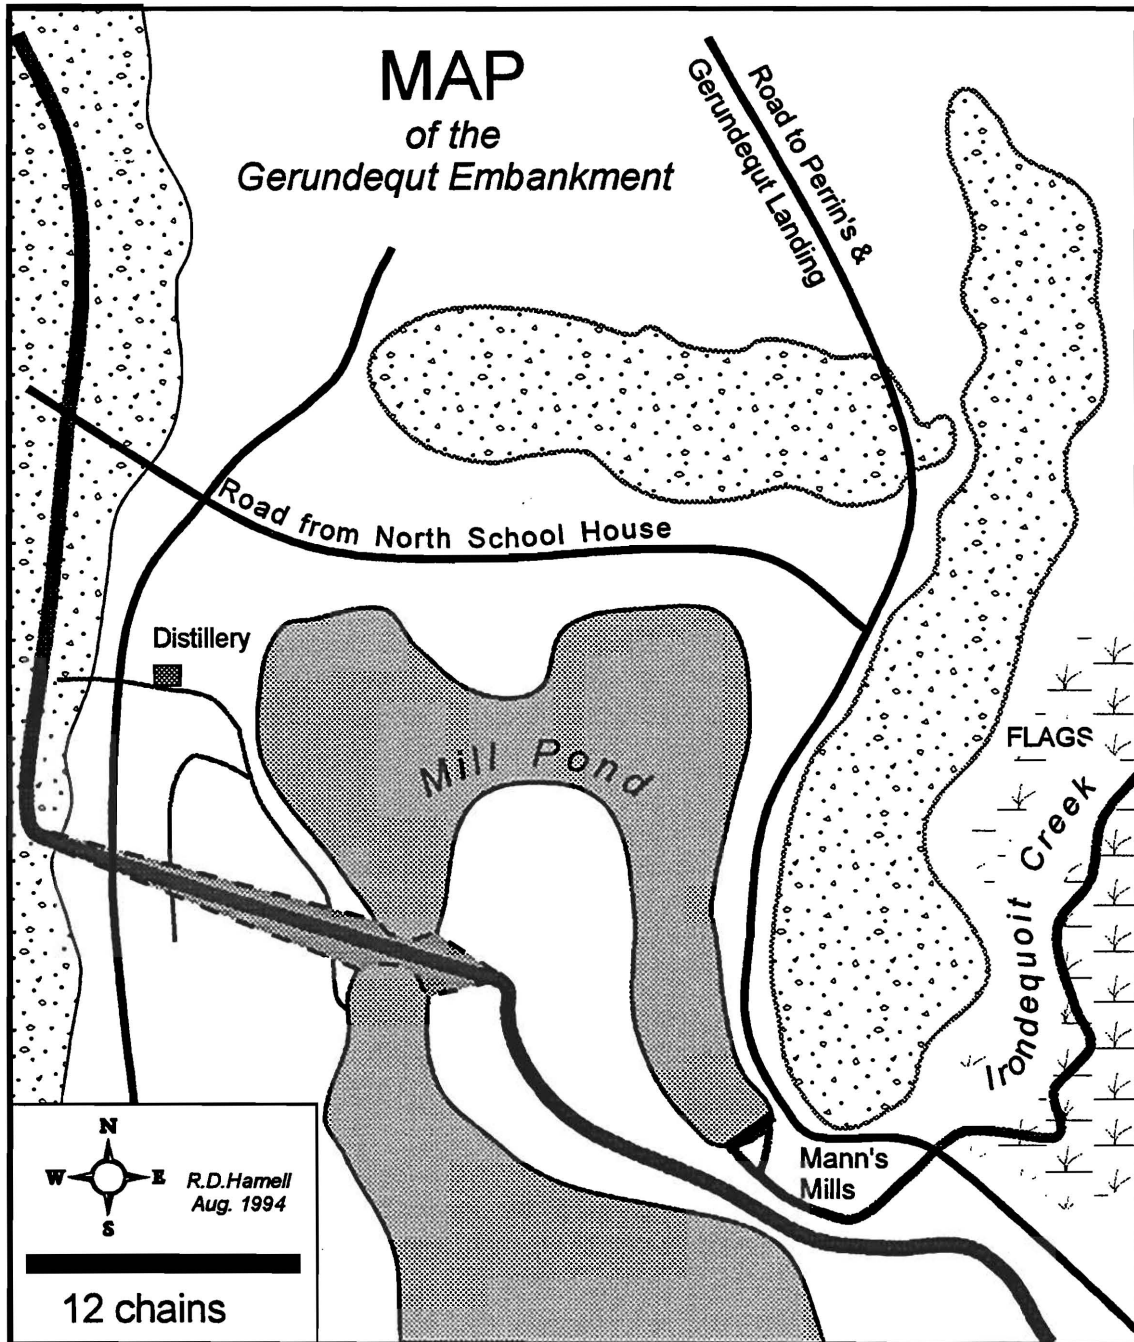 MAP
of the
Gerundequt Embankment
Road to Perrin's &
Gerundequt Landing
Road from North School House
Distillery
Mill Pond
FLAGS
Irondequoit Creek
Mann's
Mills
N
W E
S
R.D.Hamell
Aug. 1994
12 chains